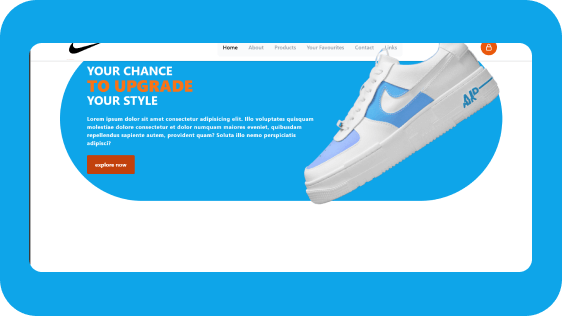 Home About Products Your Favourites Contact Links
YOUR CHANCE
TO UPGRADE
YOUR STYLE
Lorem ipsum dolor sit amet consectetur adipisicing elit. Illo voluptates quisquam
molestiae dolore consectetur et dolor numquam maiores eveniet, quibusdam
repellendus sapiente autem, provident quam? Soluta illo nemo perspiciatis
adipisci?
explore now
AIR